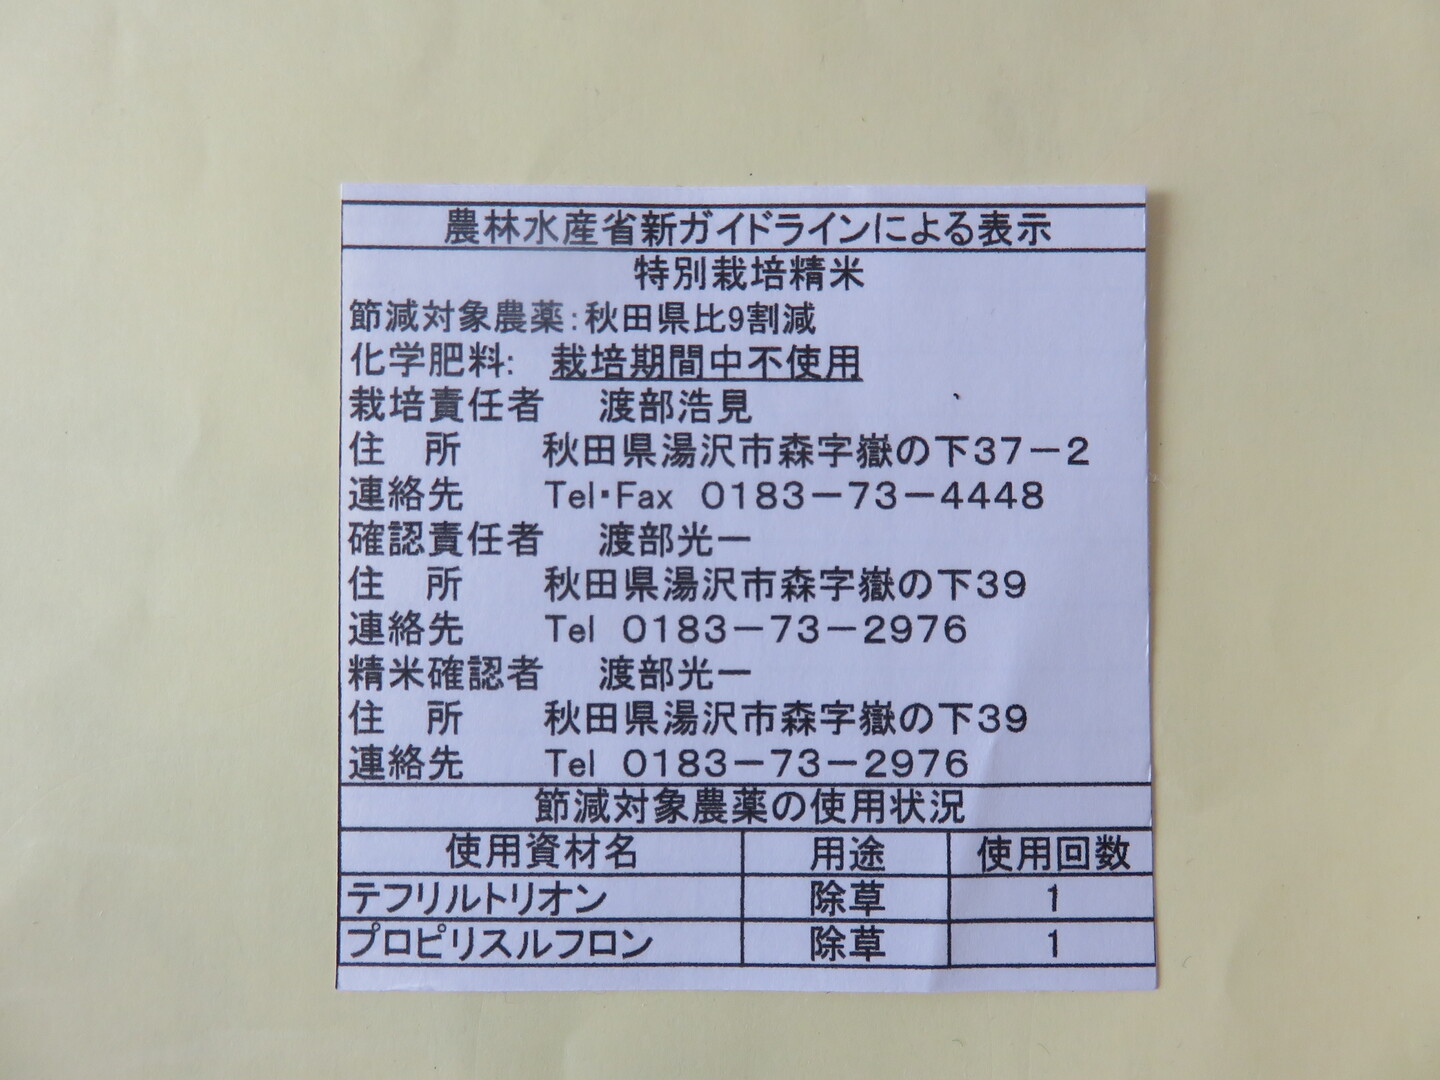 農林水産省新ガイドラインによる表示
特別栽培精米
節減対象農薬:秋田県比9割減
化学肥料: 栽培期間中不使用
栽培責任者 渡部浩見
住 所 秋田県湯沢市森字嶽の下37-2
連絡先 Tel・Fax 0183-73-4448
確認責任者 渡部光一
住 所 秋田県湯沢市森字嶽の下39
連絡先 Tel 0183-73-2976
精米確認者 渡部光一
住 所 秋田県湯沢市森字嶽の下39
連絡先 Tel 0183-73-2976
節減対象農薬の使用状況
使用資材名 用途 使用回数
テフリルトリオン 除草 1
プロピリスルフロン 除草 1